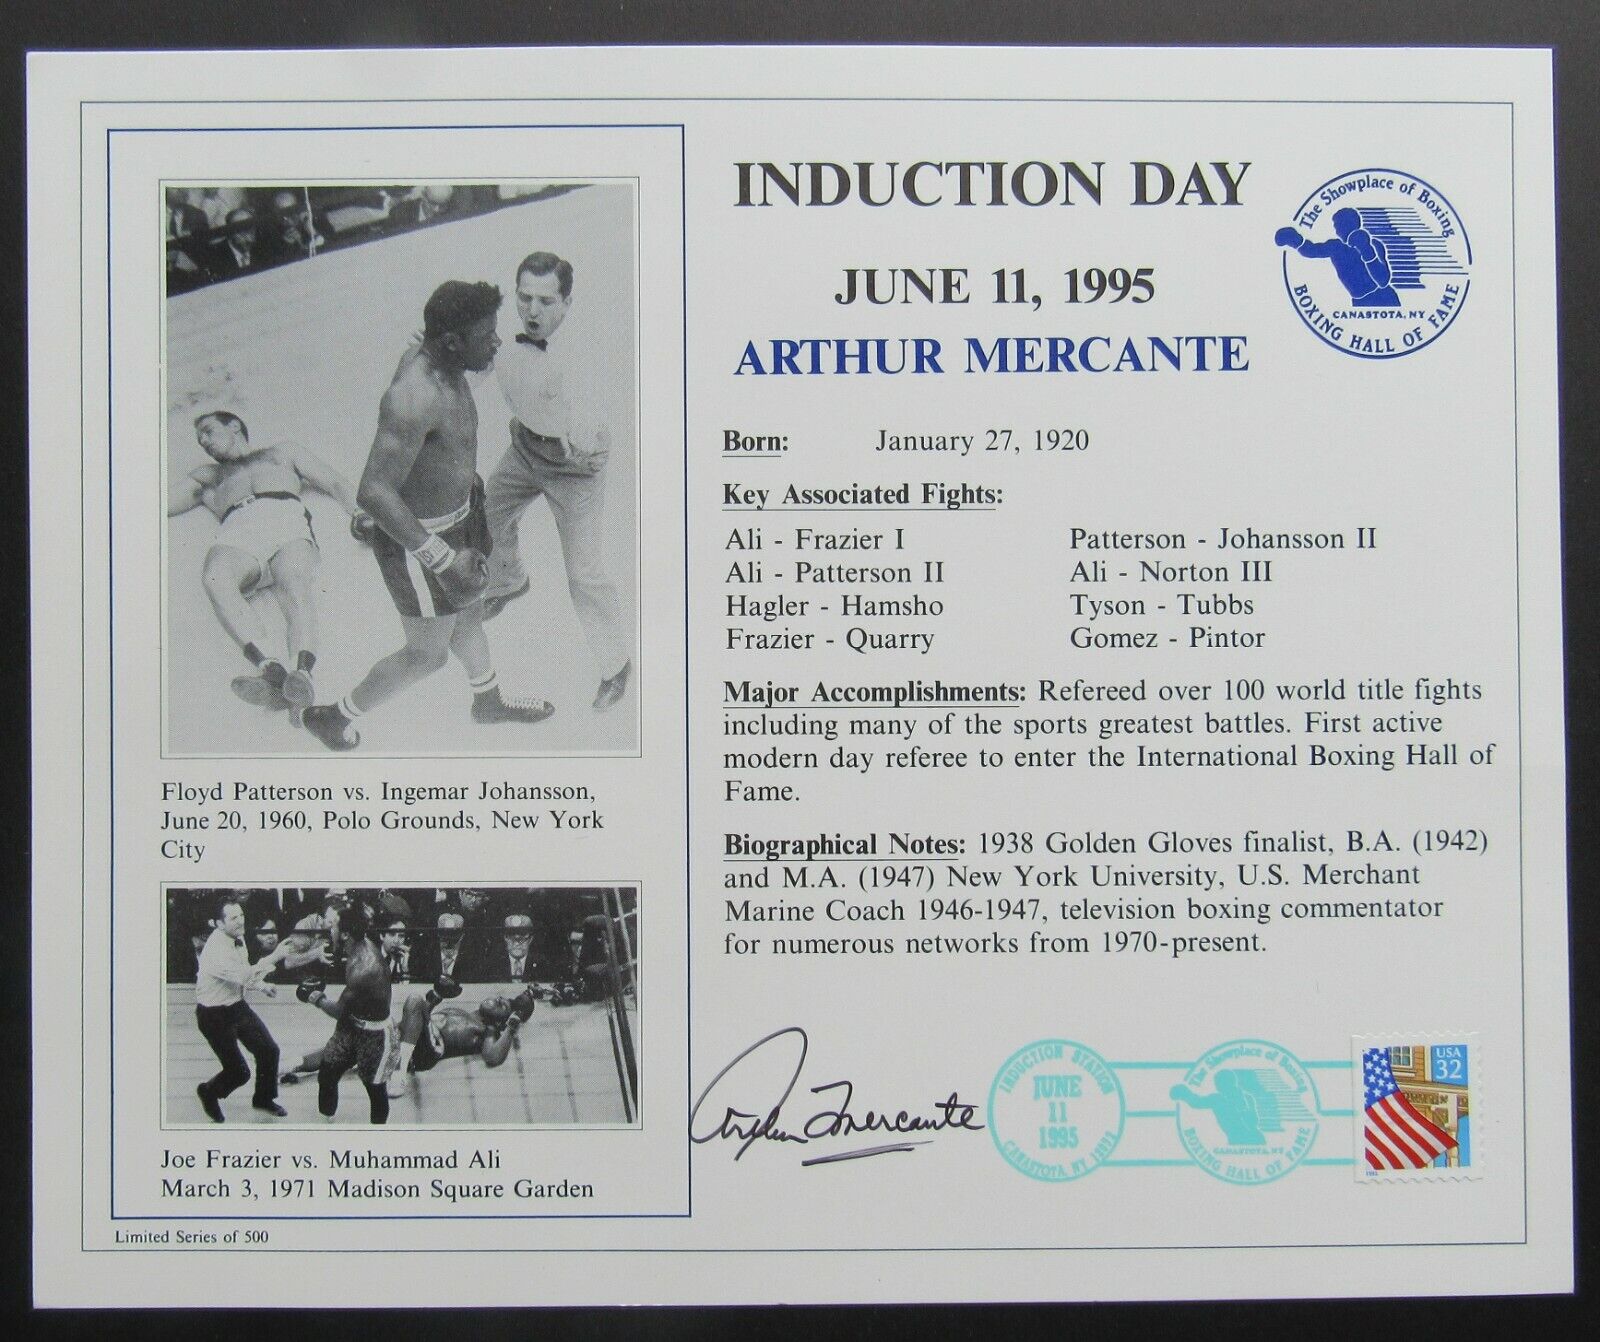 Floyd Patterson vs. Ingemar Johansson,
June 20, 1960, Polo Grounds, New York
City
Joe Frazier vs. Muhammad Ali
March 3, 1971 Madison Square Garden
Limited Series of 500
INDUCTION DAY
JUNE 11, 1995
ARTHUR MERCANTE
The Showplace of Boxing
CANASTOTA, NY
BOXING HALL OF FAME
Born: January 27, 1920
Key Associated Fights:
Ali - Frazier I Patterson - Johansson II
Ali - Patterson II Ali - Norton III
Hagler - Hamsho Tyson - Tubbs
Frazier - Quarry Gomez - Pintor
Major Accomplishments: Refereed over 100 world title fights
including many of the sports greatest battles. First active
modern day referee to enter the International Boxing Hall of
Fame.
Biographical Notes: 1938 Golden Gloves finalist, B.A. (1942)
and M.A. (1947) New York University, U.S. Merchant
Marine Coach 1946-1947, television boxing commentator
for numerous networks from 1970-present.
Arthur Mercante
INDUCTION STATION
JUNE
11
1995
CANASTOTA, NY
The Showplace of Boxing
CANASTOTA, NY
BOXING HALL OF FAME
USA
32